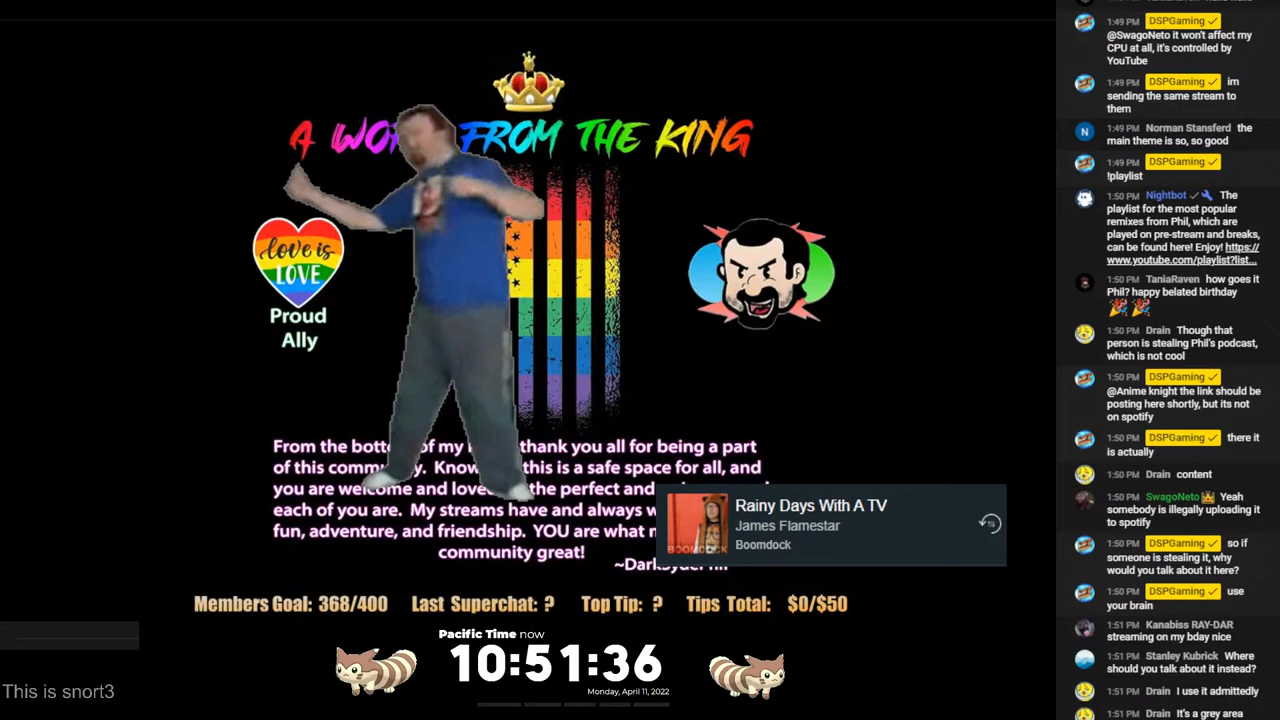 A WO FROM THE KING
love is
LOVE
Proud
Ally
From the bott of my thank you all for being a part
of this comm y. Know this is a safe space for all, and
you are welcome and love the perfect and
each of you are. My streams have and always w
fun, adventure, and friendship. YOU are what m
community great!
Rainy Days With A TV
James Flamestar
Boomdock
BOOMDOCK
15
Members Goal: 368/400 Last Superchat: ? Top Tip: ? Tips Total: $0/$50
Pacific Time now
10:51:36
Monday, April 11, 2022
This is snort3
1:49 PM DSPGaming
@SwagoNeto it won't affect my
CPU at all, it's controlled by
YouTube
1:49 PM DSPGaming im
sending the same stream to
them
N
1:49 PM Norman Stansferd the
main theme is so, so good
1:49 PM DSPGaming
!playlist
1:50 PM Nightbot The
playlist for the most popular
remixes from Phil, which are
played on pre-stream and breaks,
can be found here! Enjoy! https://
www.youtube.com/playlist?list...
1:50 PM TaniaRaven how goes it
Phil? happy belated birthday
1:50 PM Drain Though that
person is stealing Phil's podcast,
which is not cool
1:50 PM DSPGaming
@Anime knight the link should be
posting here shortly, but its not
on spotify
1:50 PM DSPGaming there
it is actually
1:50 PM Drain content
1:50 PM SwagoNeto Yeah
somebody is illegally uploading it
to spotify
1:50 PM DSPGaming so if
someone is stealing it, why
would you talk about it here?
1:50 PM DSPGaming use
your brain
1:51 PM Kanabiss RAY-DAR
streaming on my bday nice
1:51 PM Stanley Kubrick Where
should you talk about it instead?
1:51 PM Drain I use it admittedly
1:51 PM Drain It's a grey area